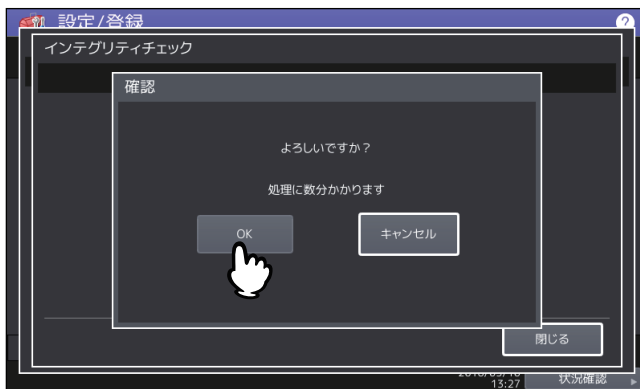 設定/登録
?
インテグリティチェック
確認
よろしいですか？
処理に数分かかります
OK
キャンセル
閉じる
13:27
状況確認